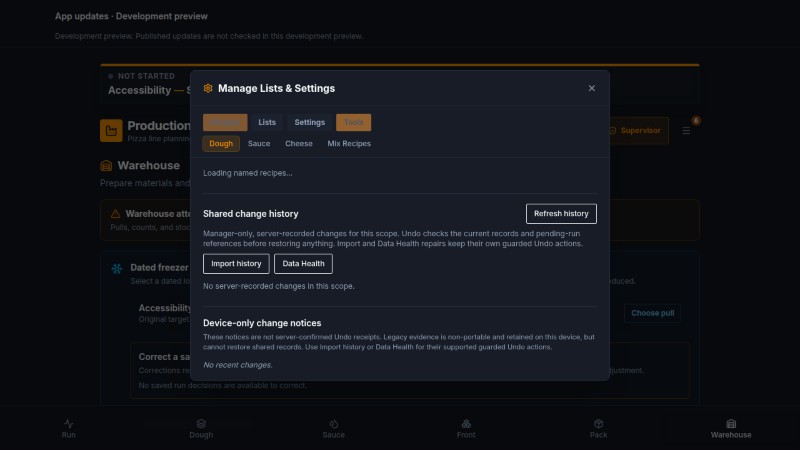 App updates · Development preview
Development preview. Published updates are not checked in this development preview.
NOT STARTED
Accessibility — S
Production
Pizza line planning
Supervisor
6
Warehouse
Prepare materials and
Warehouse atte
Pulls, counts, and stoc
Dated freezer
Select a dated lo
oduced.
Accessibility
Original target
Choose pull
Correct a sa
Corrections re
djustment.
No saved run decisions are available to correct.
Manage Lists & Settings
Lists
Settings
Tools
Dough
Sauce
Cheese
Mix Recipes
Loading named recipes...
Shared change history
Refresh history
Manager-only, server-recorded changes for this scope. Undo checks the current records and pending-run
references before restoring anything. Import and Data Health repairs keep their own guarded Undo actions.
Import history
Data Health
No server-recorded changes in this scope.
Device-only change notices
These notices are not server-confirmed Undo receipts. Legacy evidence is non-portable and retained on this device, but
cannot restore shared records. Use Import history or Data Health for their supported guarded Undo actions.
No recent changes.
Run
Dough
Sauce
Front
Pack
Warehouse